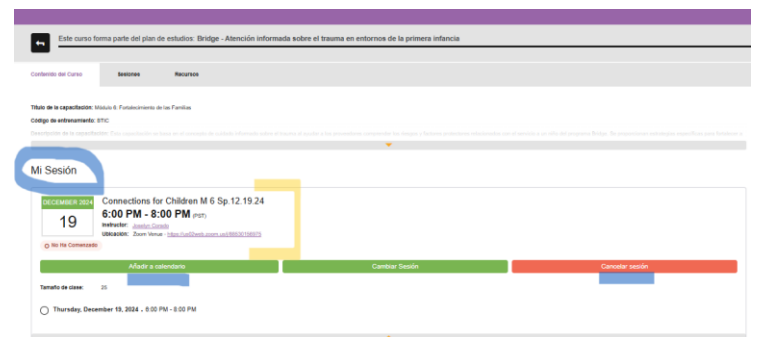 Este curso forma parte del plan de estudios: Bridge - Atención informada sobre el trauma en entornos de la primera infancia
Contenido del Curso Sesiones Recursos
Título de la capacitación: Módulo 6: Fortalecimiento de las Familias
Código de entrenamiento: STIC
Mi Sesión
DECEMBER 2024
19
No Ha Comenzado
Connections for Children M 6 Sp.12.19.24
6:00 PM - 8:00 PM (PST)
Instructor:
Ubicación: Zoom Venue -
Añadir a calendario Cambiar Sesión Cancelar sesión
Tamaño de clase: 25
Thursday, December 19, 2024 . 6:00 PM - 8:00 PM